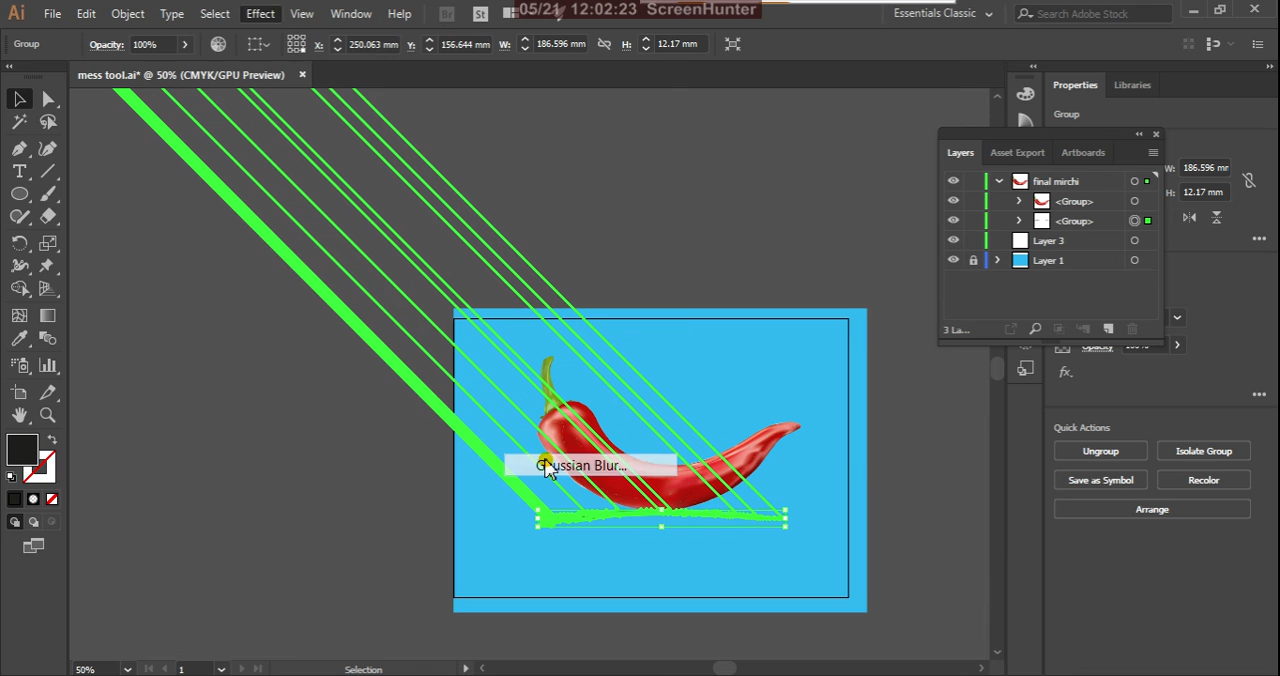 05/21 12:02:23 ScreenHunter
Ai File Edit Object Type Select Effect View Window Help Br St Essentials Classic Search Adobe Stock
Group Opacity: 100% X: 250.063 mm Y: 156.644 mm W: 186.596 mm H: 12.17 mm
mess tool.ai* @ 50% (CMYK/GPU Preview) ×
Properties Libraries
Group
W: 186.596 mm
H: 12.17 mm
Layers Asset Export Artboards
final mirchi
<Group>
<Group>
Layer 3
Layer 1
3 La...
fx.
Quick Actions
Ungroup Isolate Group
Save as Symbol Recolor
Arrange
50% 1 Selection